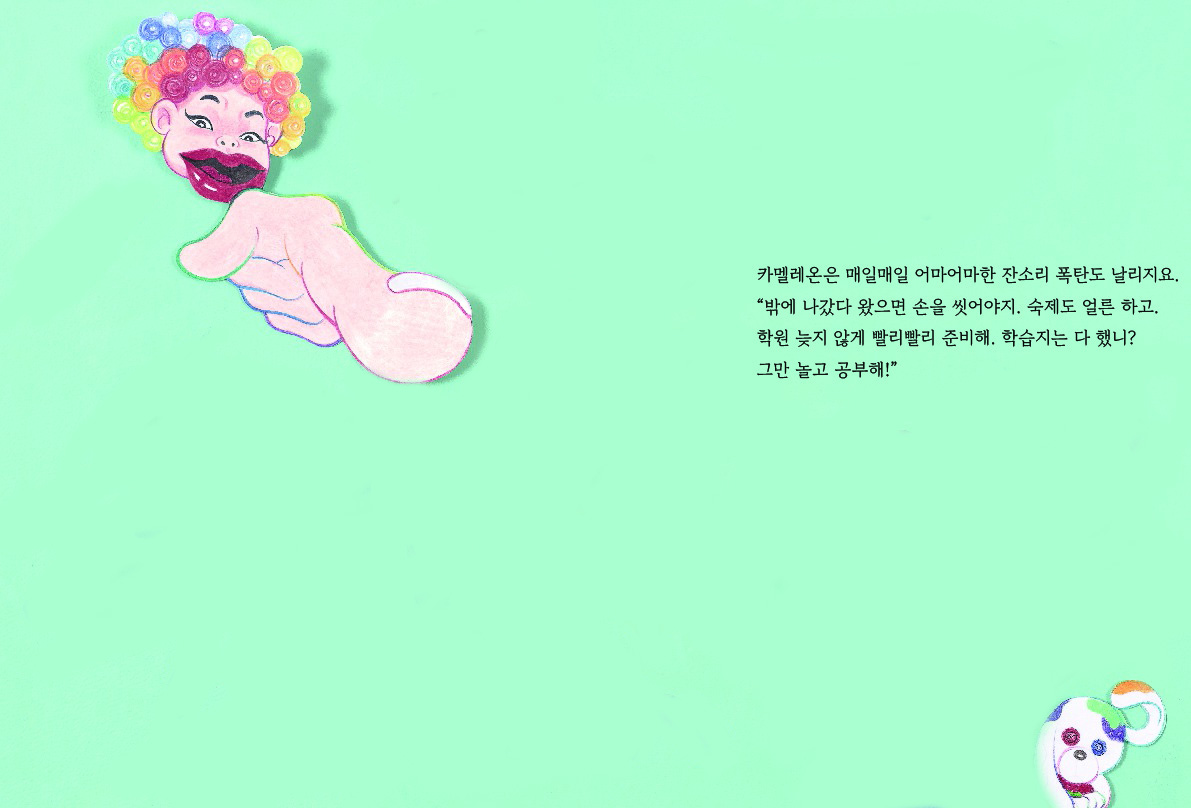 카멜레온은 매일매일 어마어마한 잔소리 폭탄도 날리지요.
“밖에 나갔다 왔으면 손을 씻어야지. 숙제도 얼른 하고.
학원 늦지 않게 빨리빨리 준비해. 학습지는 다 했니?
그만 놀고 공부해!”